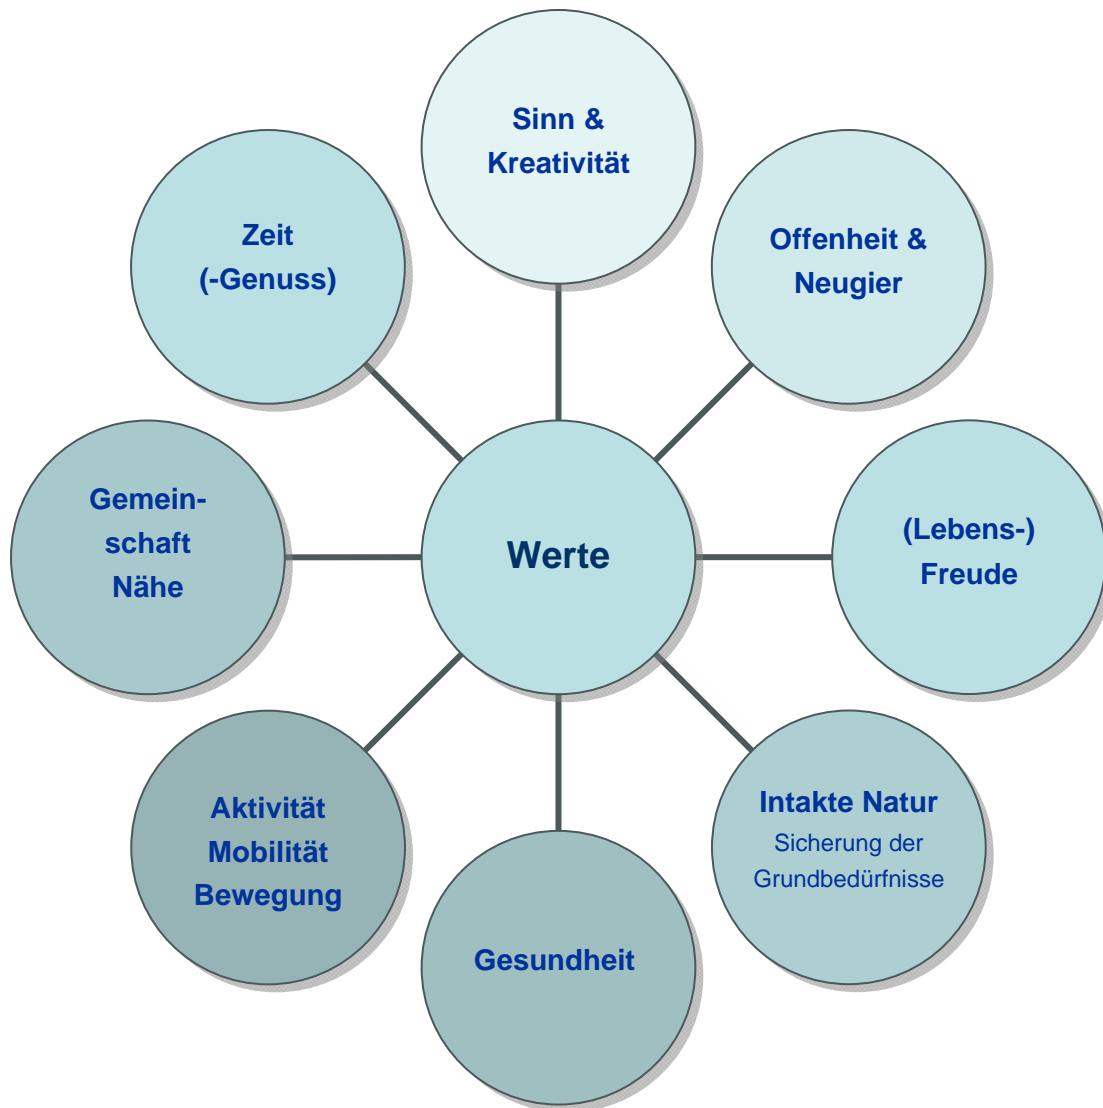 Sinn &
Kreativität
Zeit
(-Genuss)
Offenheit &
Neugier
Gemein-
schaft
Nähe
Werte
(Lebens-)
Freude
Aktivität
Mobilität
Bewegung
Intakte Natur
Sicherung der
Grundbedürfnisse
Gesundheit